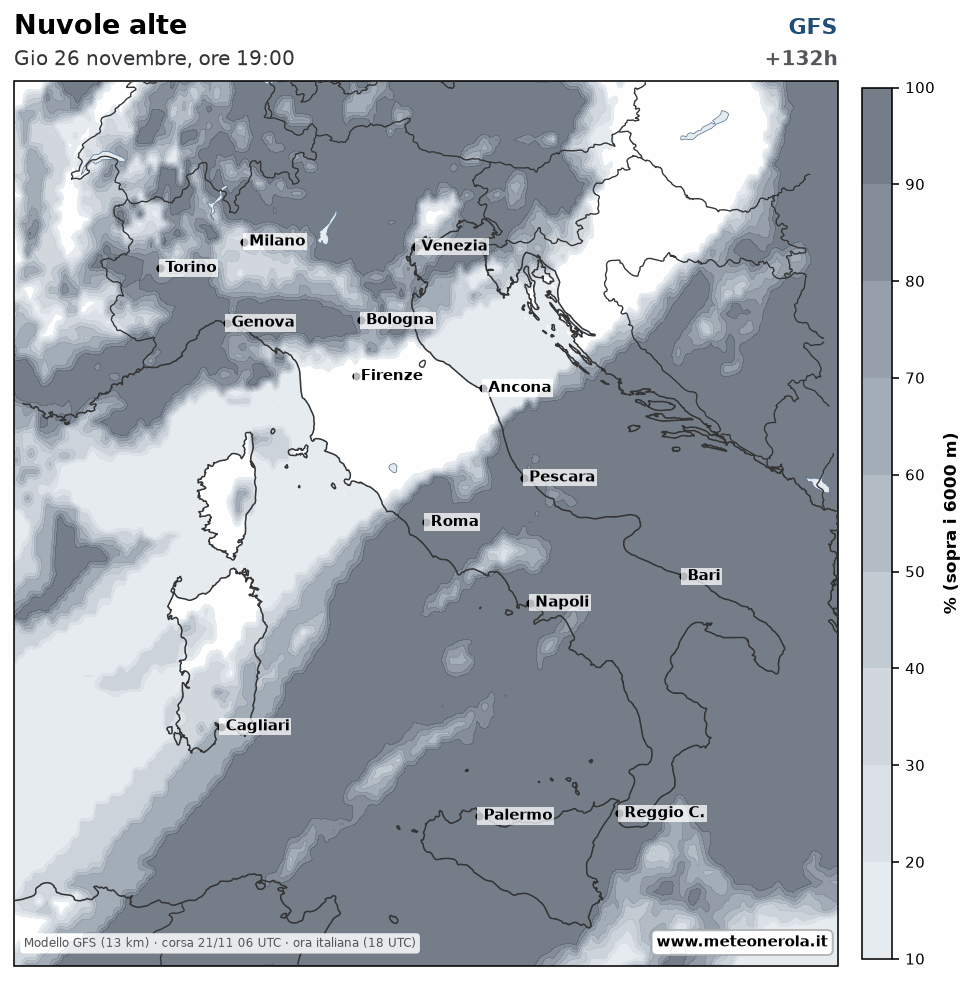 Nuvole alte
GFS
Gio 26 novembre, ore 19:00
+132h
Milano
Venezia
Torino
Genova
Bologna
Firenze
Ancona
Pescara
Roma
Bari
Napoli
Cagliari
Palermo
Reggio C.
100
90
80
70
60
50
40
30
20
10
% (sopra i 6000 m)
Modello GFS (13 km) · corsa 21/11 06 UTC · ora italiana (18 UTC)
www.meteonerola.it